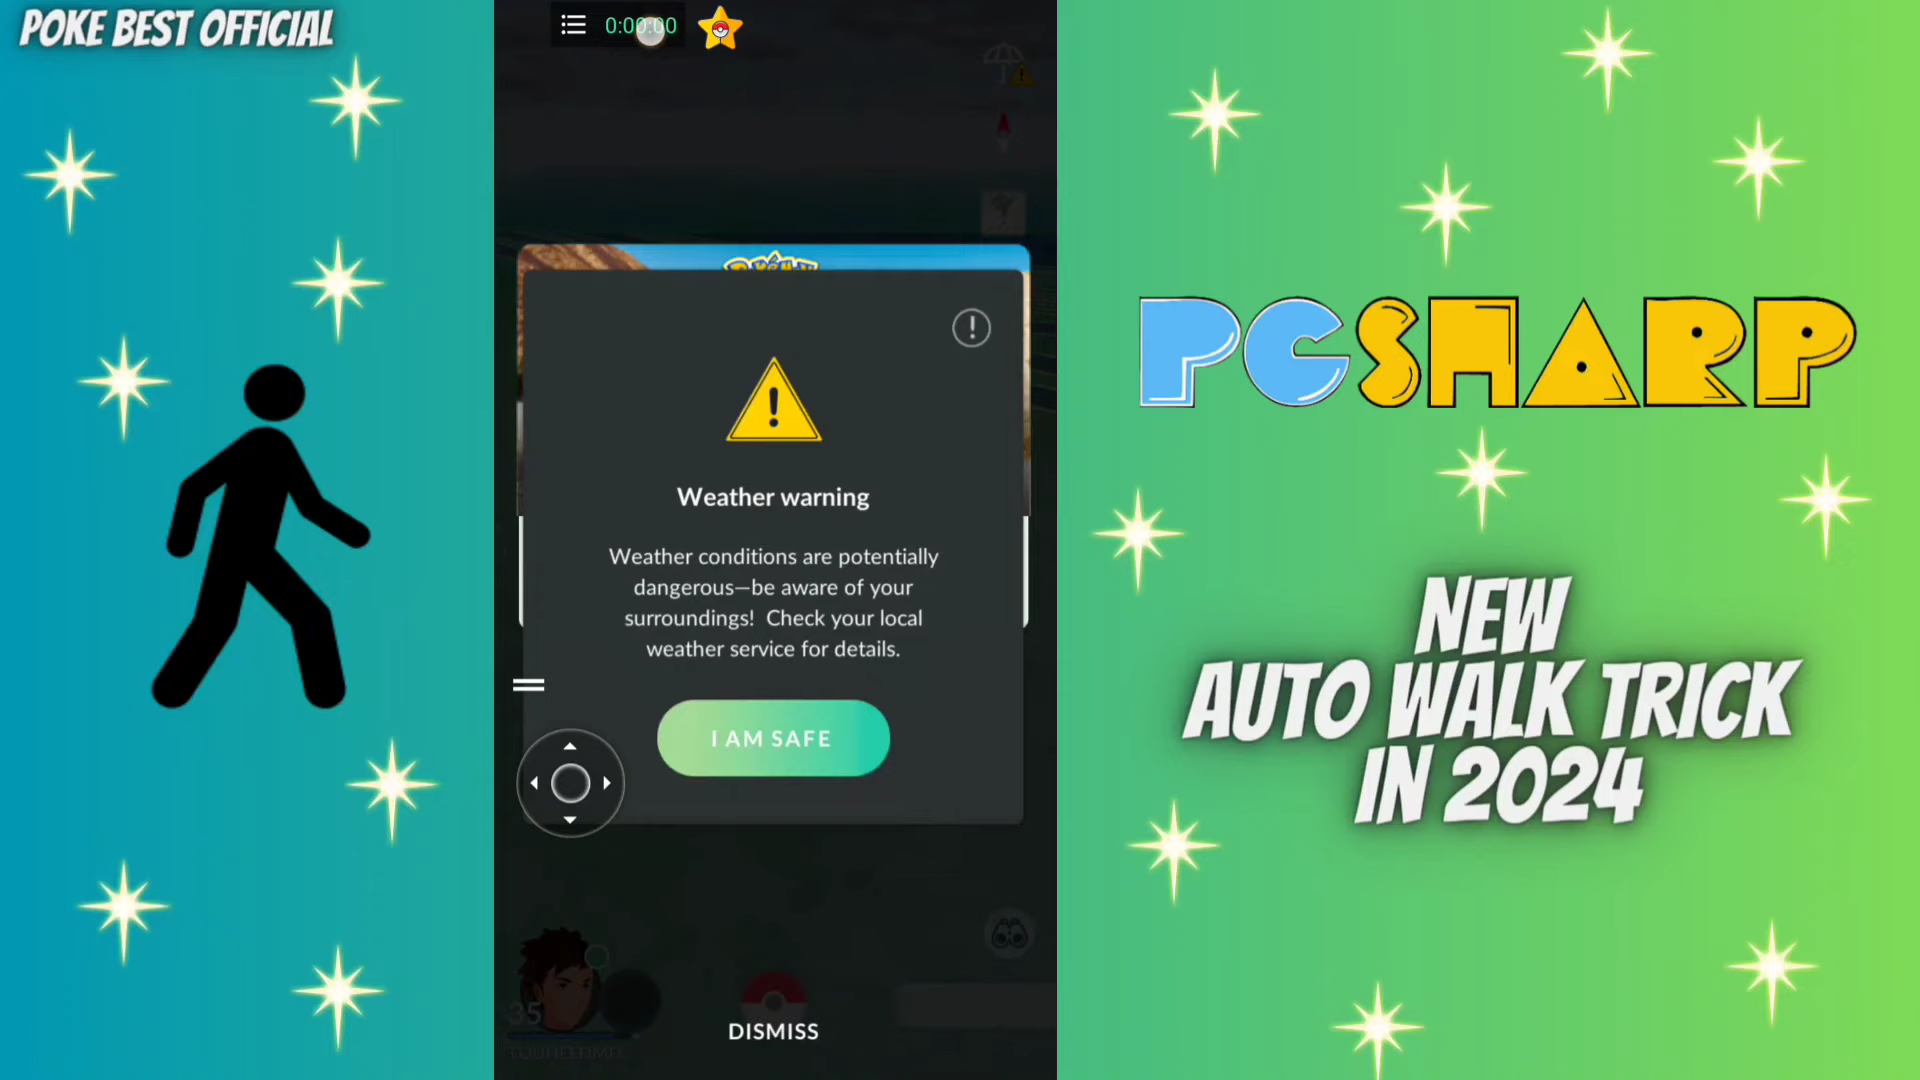 POKE BEST OFFICIAL
0:00:00
Weather warning
Weather conditions are potentially
dangerous—be aware of your
surroundings! Check your local
weather service for details.
I AM SAFE
35
DISMISS
PGSHARP
NEW
AUTO WALK TRICK
IN 2024